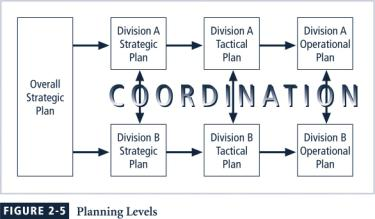 Overall
Strategic
Plan
Division A
Strategic
Plan
Division A
Tactical
Plan
Division A
Operational
Plan
COORDINATION
Division B
Strategic
Plan
Division B
Tactical
Plan
Division B
Operational
Plan
FIGURE 2-5 Planning Levels